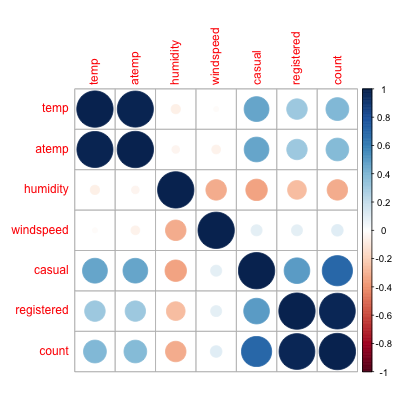 temp
atemp
humidity
windspeed
casual
registered
count
temp
atemp
humidity
windspeed
casual
registered
count
1
0.8
0.6
0.4
0.2
0
-0.2
-0.4
-0.6
-0.8
-1